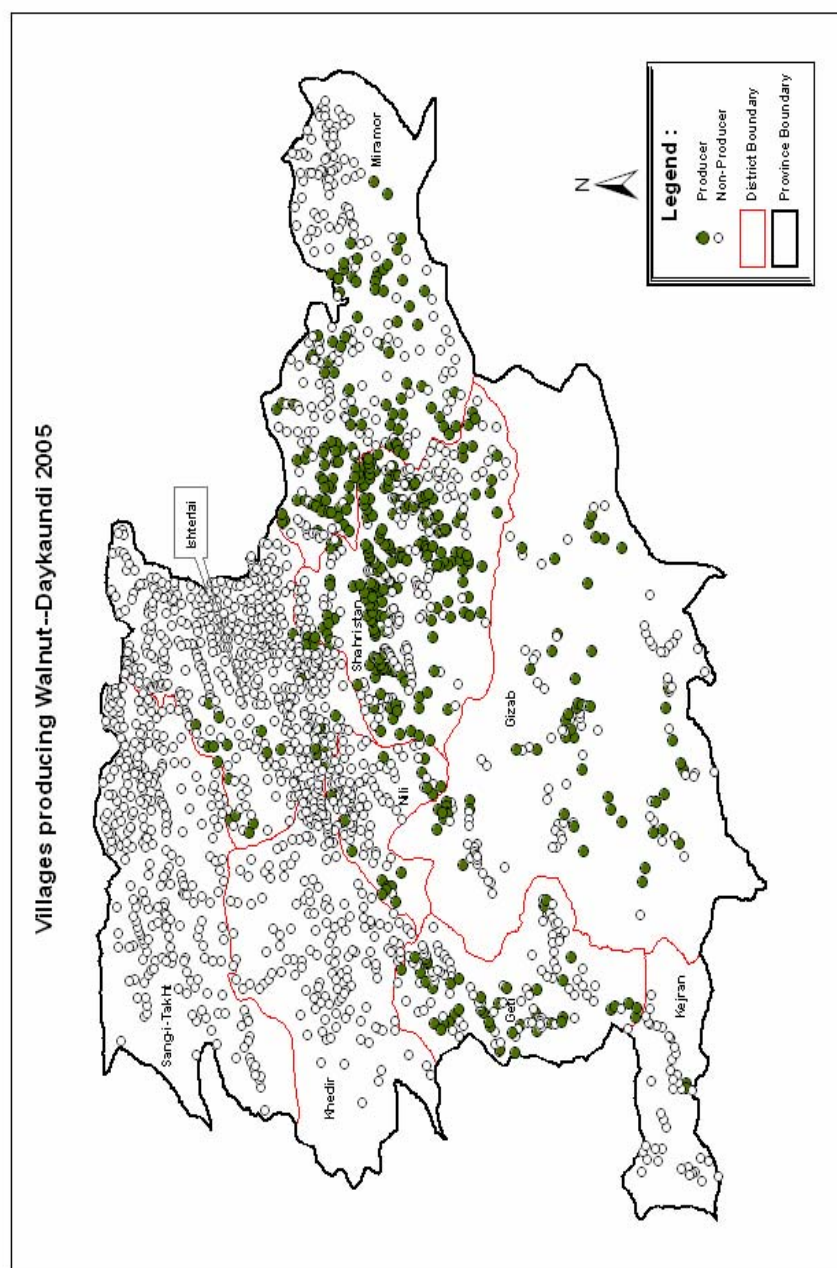 Villages producing Walnut--Daykaundi 2005
Ishterlai
Sang-I-Takht
Khedir
Shahristan
Miramor
Nili
Gizab
Geti
Kejran
N
Legend :
Producer
Non-Producer
District Boundary
Province Boundary